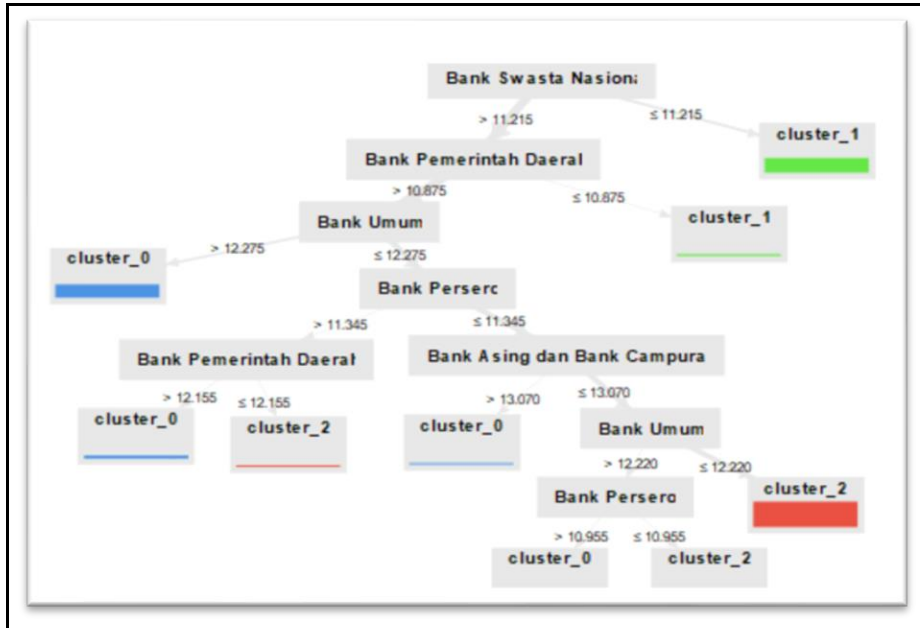 Bank Swasta Nasiona
> 11.215
≤ 11.215
cluster_1
Bank Pemerintah Daeral
> 10.875
≤ 10.875
cluster_1
Bank Umum
> 12.275
≤ 12.275
cluster_0
Bank Persero
> 11.345
≤ 11.345
Bank Pemerintah Daerah
Bank Asing dan Bank Campura
> 12.155
≤ 12.155
> 13.070
≤ 13.070
cluster_0
cluster_2
cluster_0
Bank Umum
> 12.220
≤ 12.220
Bank Persero
cluster_2
> 10.955
≤ 10.955
cluster_0
cluster_2